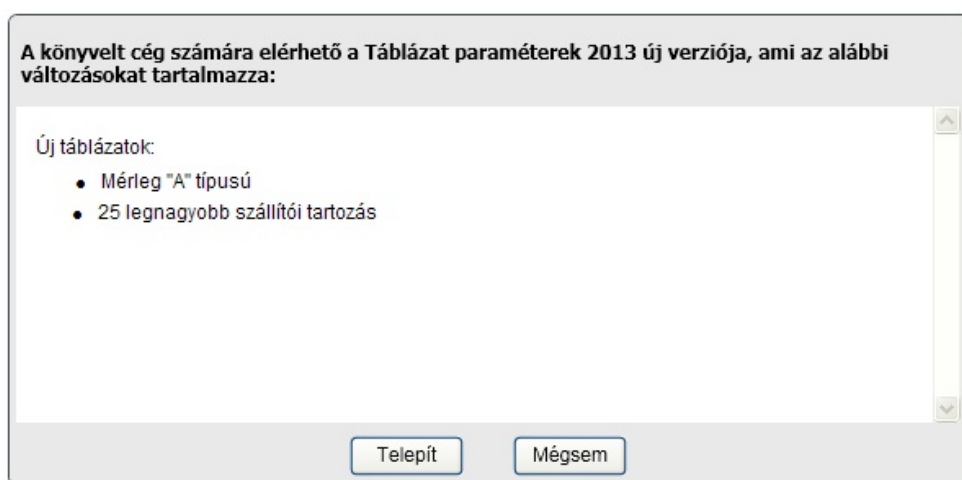 A könyvelt cég számára elérhető a Táblázat paraméterek 2013 új verziója, ami az alábbi
változásokat tartalmazza:
Új táblázatok:
• Mérleg "A" típusú
• 25 legnagyobb szállítói tartozás
Telepít
Mégsem